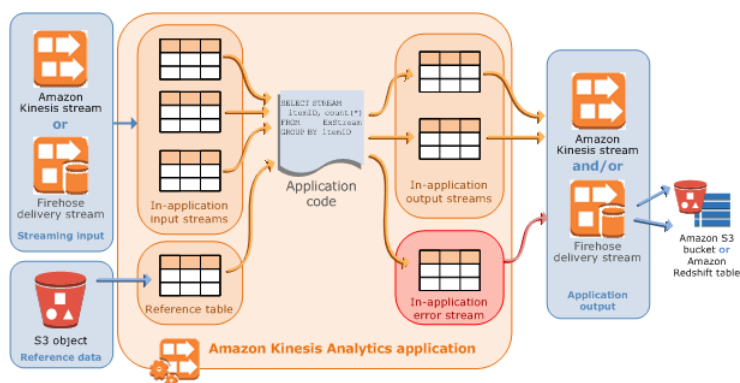 Amazon
Kinesis stream
or
Firehose
delivery stream
Streaming input
S3 object
Reference data
In-application
input streams
Reference table
SELECT STREAM
itemID, count(*)
FROM ExStream
GROUP BY itemID
Application
code
In-application
output streams
In-application
error stream
Amazon Kinesis Analytics application
Amazon
Kinesis stream
and/or
Firehose
delivery stream
Application
output
Amazon S3
bucket or
Amazon
Redshift table